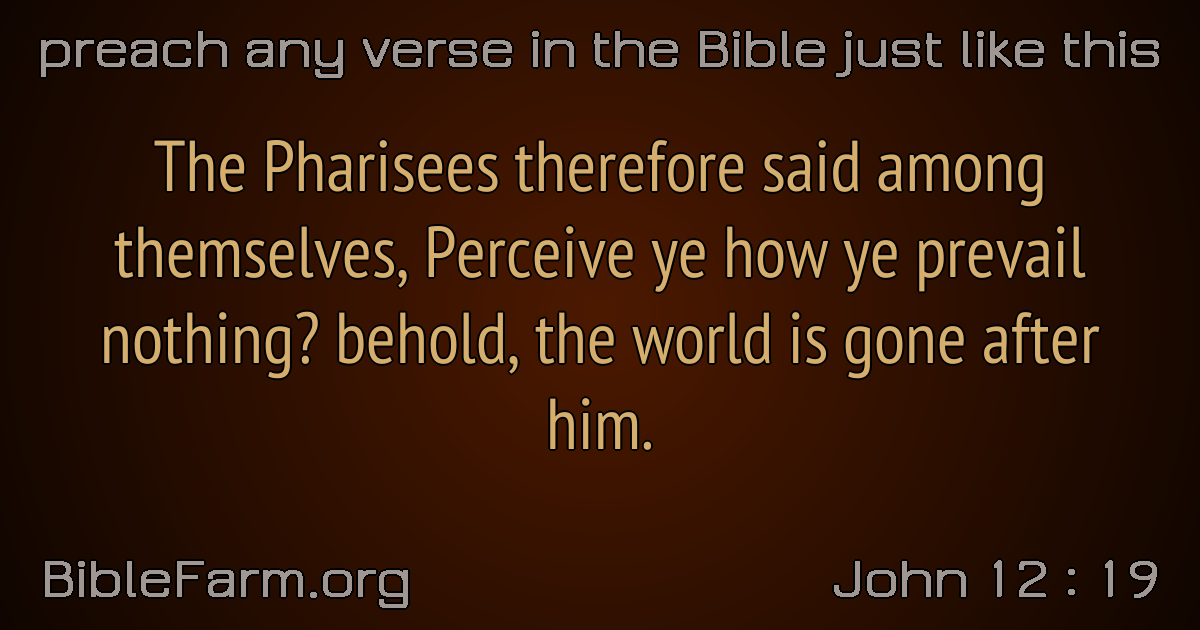 preach any verse in the Bible just like this
The Pharisees therefore said among
themselves, Perceive ye how ye prevail
nothing? behold, the world is gone after
him.
BibleFarm.org
John 12 : 19